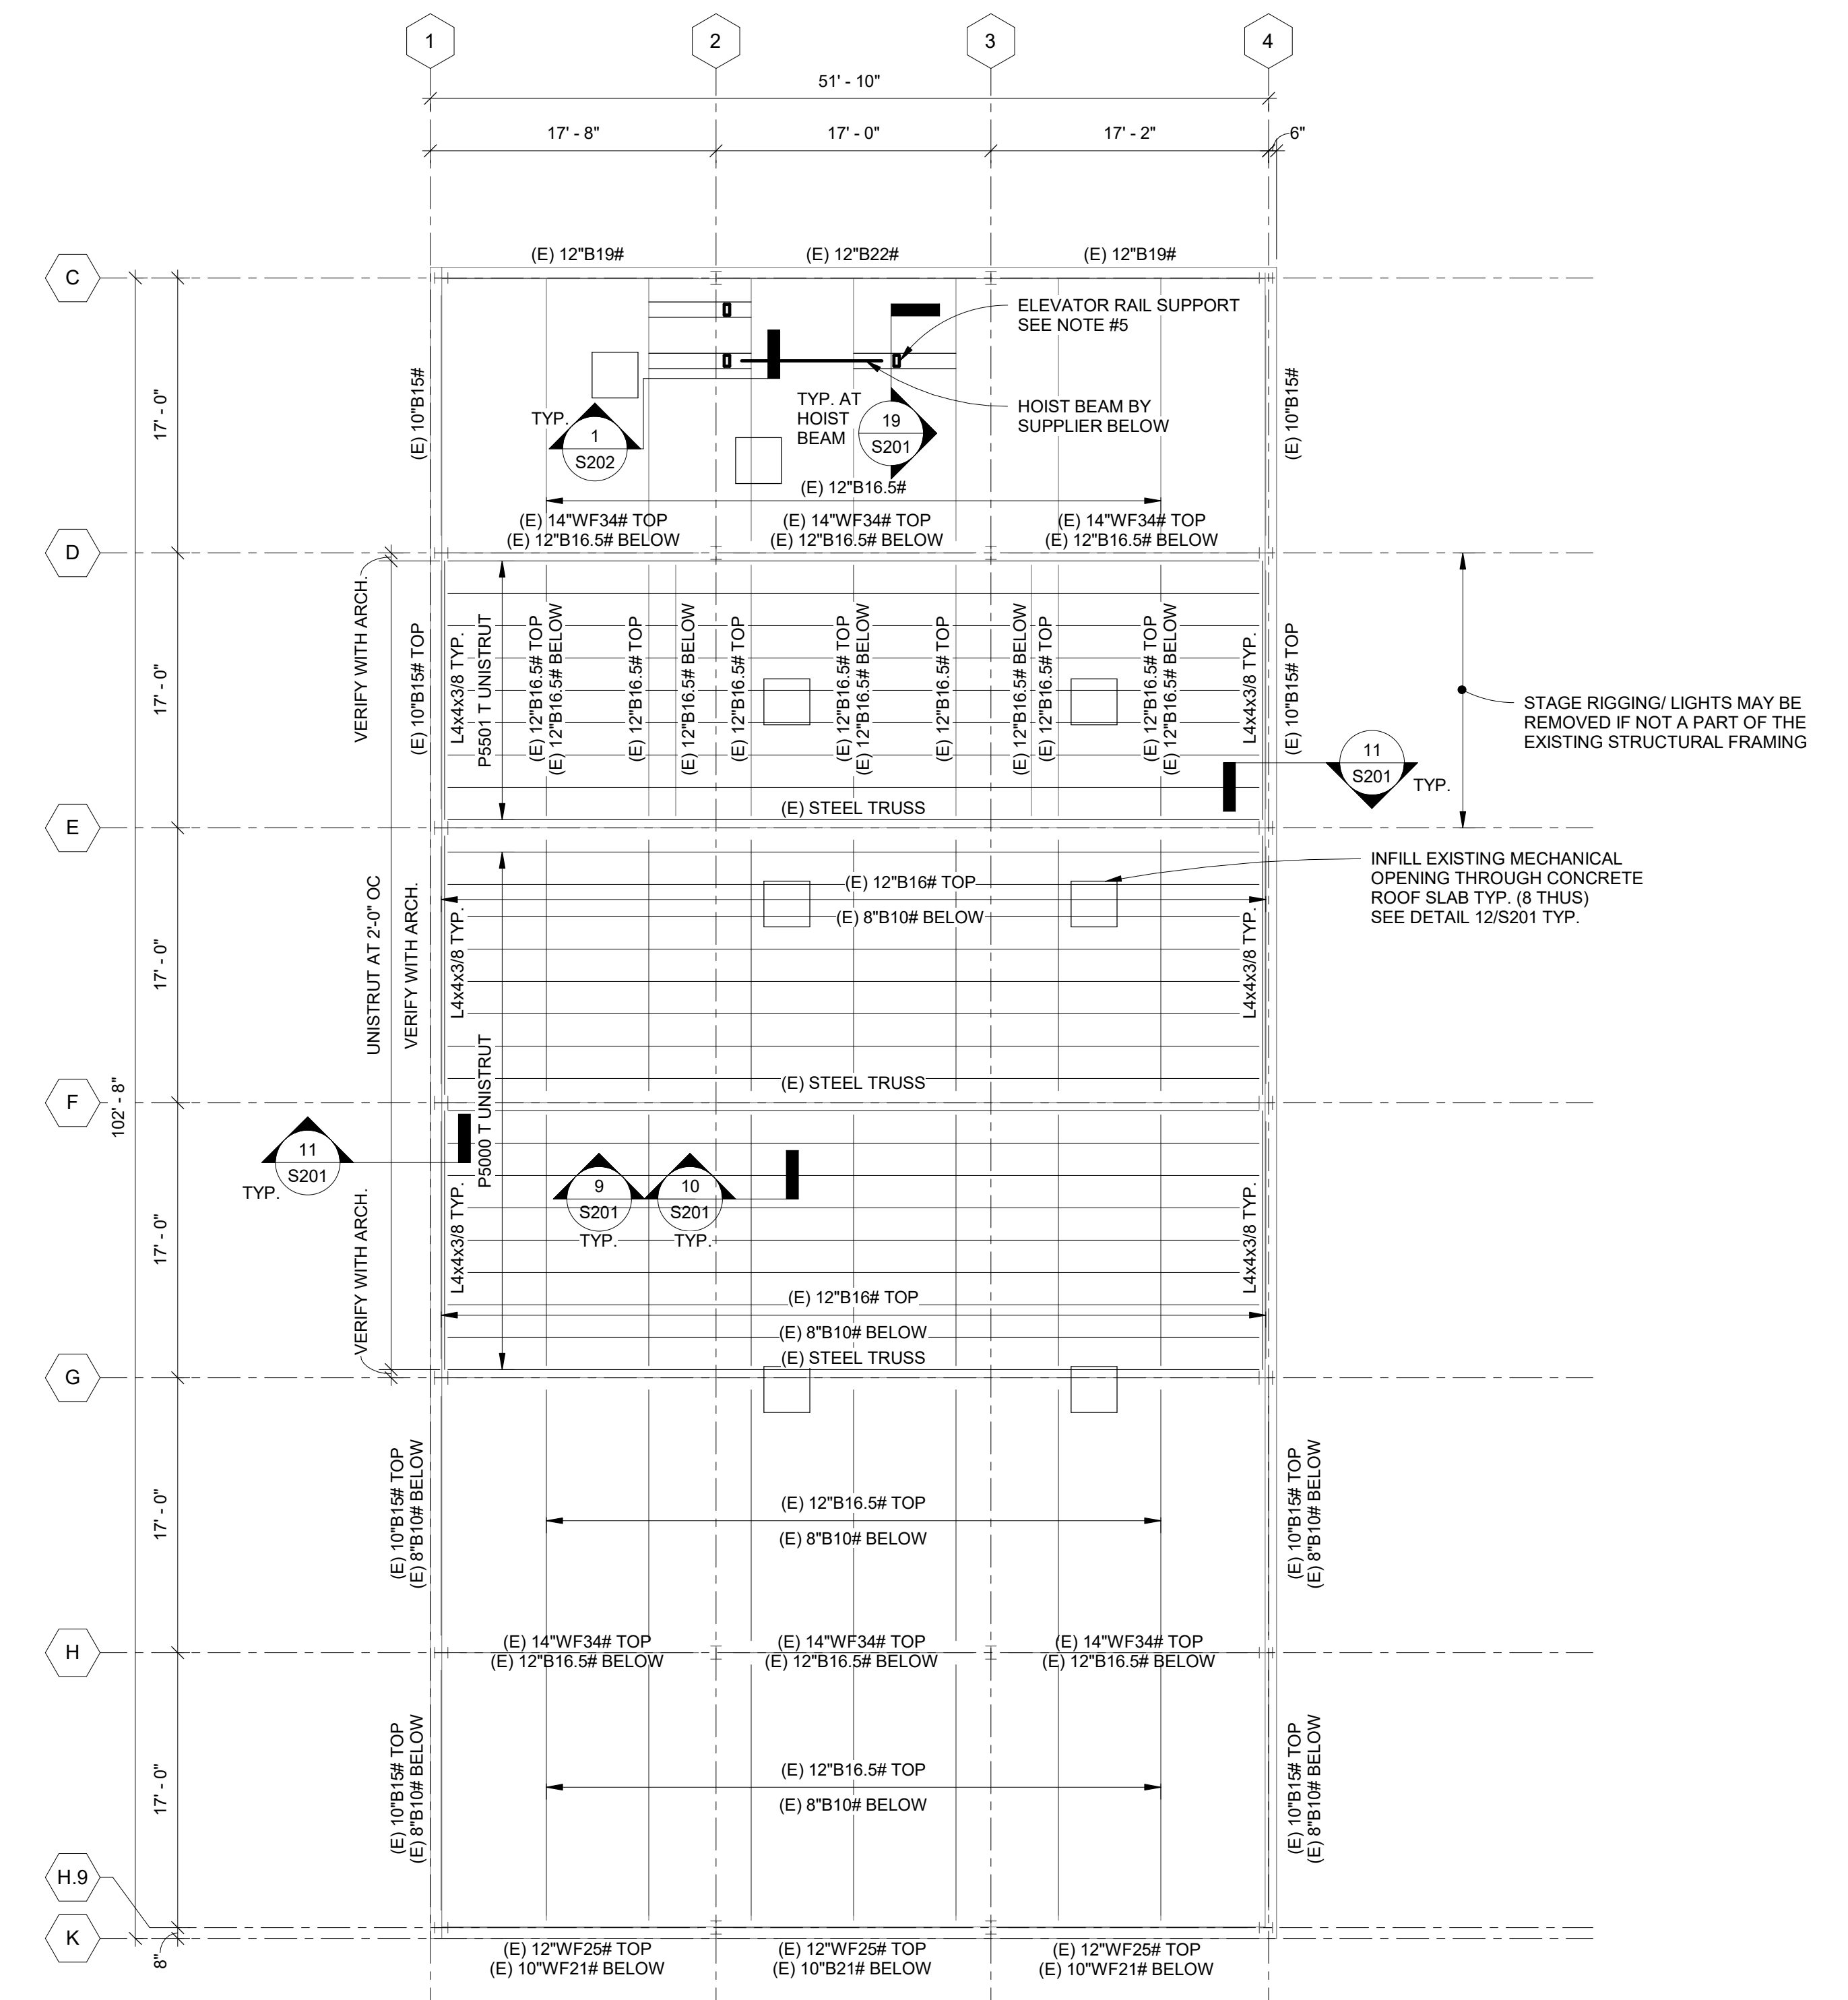 1
2
3
4
51' - 10"
17' - 8"
17' - 0"
17' - 2"
6"
C
(E) 12"B19#
(E) 12"B22#
(E) 12"B19#
ELEVATOR RAIL SUPPORT
SEE NOTE #5
17' - 0"
(E) 10"B15#
TYP.
1
S202
TYP. AT
HOIST
BEAM
19
S201
HOIST BEAM BY
SUPPLIER BELOW
(E) 10"B15#
(E) 12"B16.5#
(E) 14"WF34# TOP
(E) 12"B16.5# BELOW
(E) 14"WF34# TOP
(E) 12"B16.5# BELOW
(E) 14"WF34# TOP
(E) 12"B16.5# BELOW
D
17' - 0"
VERIFY WITH ARCH.
(E) 10"B15# TOP
L4x4x3/8 TYP.
P5501 T UNISTRUT
(E) 12"B16.5# TOP
(E) 12"B16.5# BELOW
(E) 12"B16.5# TOP
(E) 12"B16.5# BELOW
(E) 12"B16.5# TOP
(E) 12"B16.5# TOP
(E) 12"B16.5# BELOW
(E) 12"B16.5# TOP
(E) 12"B16.5# BELOW
(E) 12"B16.5# TOP
(E) 12"B16.5# TOP
(E) 12"B16.5# BELOW
L4x4x3/8 TYP.
(E) 10"B15# TOP
STAGE RIGGING/ LIGHTS MAY BE
REMOVED IF NOT A PART OF THE
EXISTING STRUCTURAL FRAMING
11
S201
TYP.
(E) STEEL TRUSS
E
INFILL EXISTING MECHANICAL
OPENING THROUGH CONCRETE
ROOF SLAB TYP. (8 THUS)
SEE DETAIL 12/S201 TYP.
(E) 12"B16# TOP
(E) 8"B10# BELOW
17' - 0"
UNISTRUT AT 2'-0" OC
VERIFY WITH ARCH.
L4x4x3/8 TYP.
L4x4x3/8 TYP.
(E) STEEL TRUSS
F
102' - 8"
P5000 T UNISTRUT
11
S201
TYP.
9
S201
TYP.
10
S201
TYP.
17' - 0"
VERIFY WITH ARCH.
L4x4x3/8 TYP.
L4x4x3/8 TYP.
(E) 12"B16# TOP
(E) 8"B10# BELOW
(E) STEEL TRUSS
G
17' - 0"
(E) 10"B15# TOP
(E) 8"B10# BELOW
(E) 12"B16.5# TOP
(E) 8"B10# BELOW
(E) 10"B15# TOP
(E) 8"B10# BELOW
H
(E) 14"WF34# TOP
(E) 12"B16.5# BELOW
(E) 14"WF34# TOP
(E) 12"B16.5# BELOW
(E) 14"WF34# TOP
(E) 12"B16.5# BELOW
17' - 0"
(E) 10"B15# TOP
(E) 8"B10# BELOW
(E) 12"B16.5# TOP
(E) 8"B10# BELOW
(E) 10"B15# TOP
(E) 8"B10# BELOW
H.9
K
8"
(E) 12"WF25# TOP
(E) 10"WF21# BELOW
(E) 12"WF25# TOP
(E) 10"B21# BELOW
(E) 12"WF25# TOP
(E) 10"WF21# BELOW